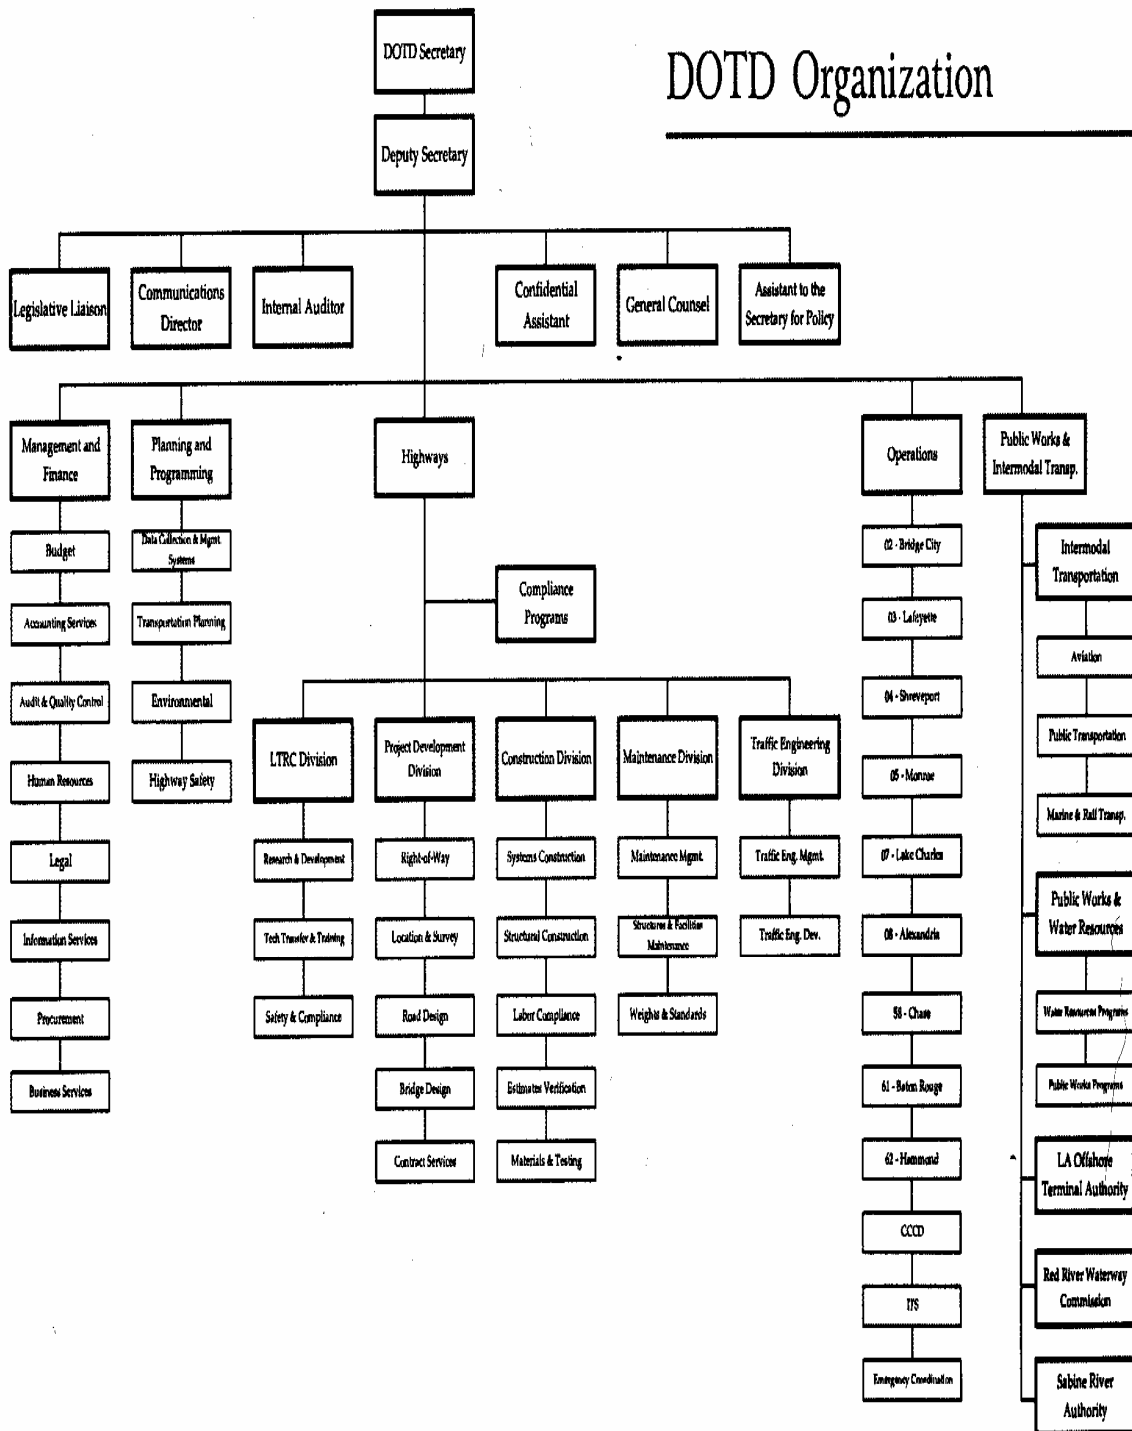 DOTD Organization
DOTD Secretary
Deputy Secretary
Legislative Liaison
Communications
Director
Internal Auditor
Confidential
Assistant
General Counsel
Assistant to the
Secretary for Policy
Management and
Finance
Planning and
Programming
Highways
Operations
Public Works &
Intermodal Transp.
Budget
Accounting Services
Audit & Quality Control
Human Resources
Legal
Information Services
Procurement
Business Services
Data Collection & Mgmt.
Systems
Transportation Planning
Environmental
Highway Safety
Compliance
Programs
LTRC Division
Research & Development
Tech Transfer & Training
Safety & Compliance
Project Development
Division
Right-of-Way
Location & Survey
Road Design
Bridge Design
Contract Services
Construction Division
Systems Construction
Structural Construction
Labor Compliance
Estimates Verification
Materials & Testing
Maintenance Division
Maintenance Mgmt.
Structures & Facilities
Maintenance
Weights & Standards
Traffic Engineering
Division
Traffic Eng. Mgmt.
Traffic Eng. Dev.
02 - Bridge City
03 - Lafayette
04 - Shreveport
05 - Monroe
07 - Lake Charles
08 - Alexandria
58 - Chase
61 - Baton Rouge
62 - Hammond
CCCD
ITS
Emergency Coordination
Intermodal
Transportation
Aviation
Public Transportation
Marine & Rail Transp.
Public Works &
Water Resources
Water Resources Programs
Public Works Programs
LA Offshore
Terminal Authority
Red River Waterway
Commission
Sabine River
Authority